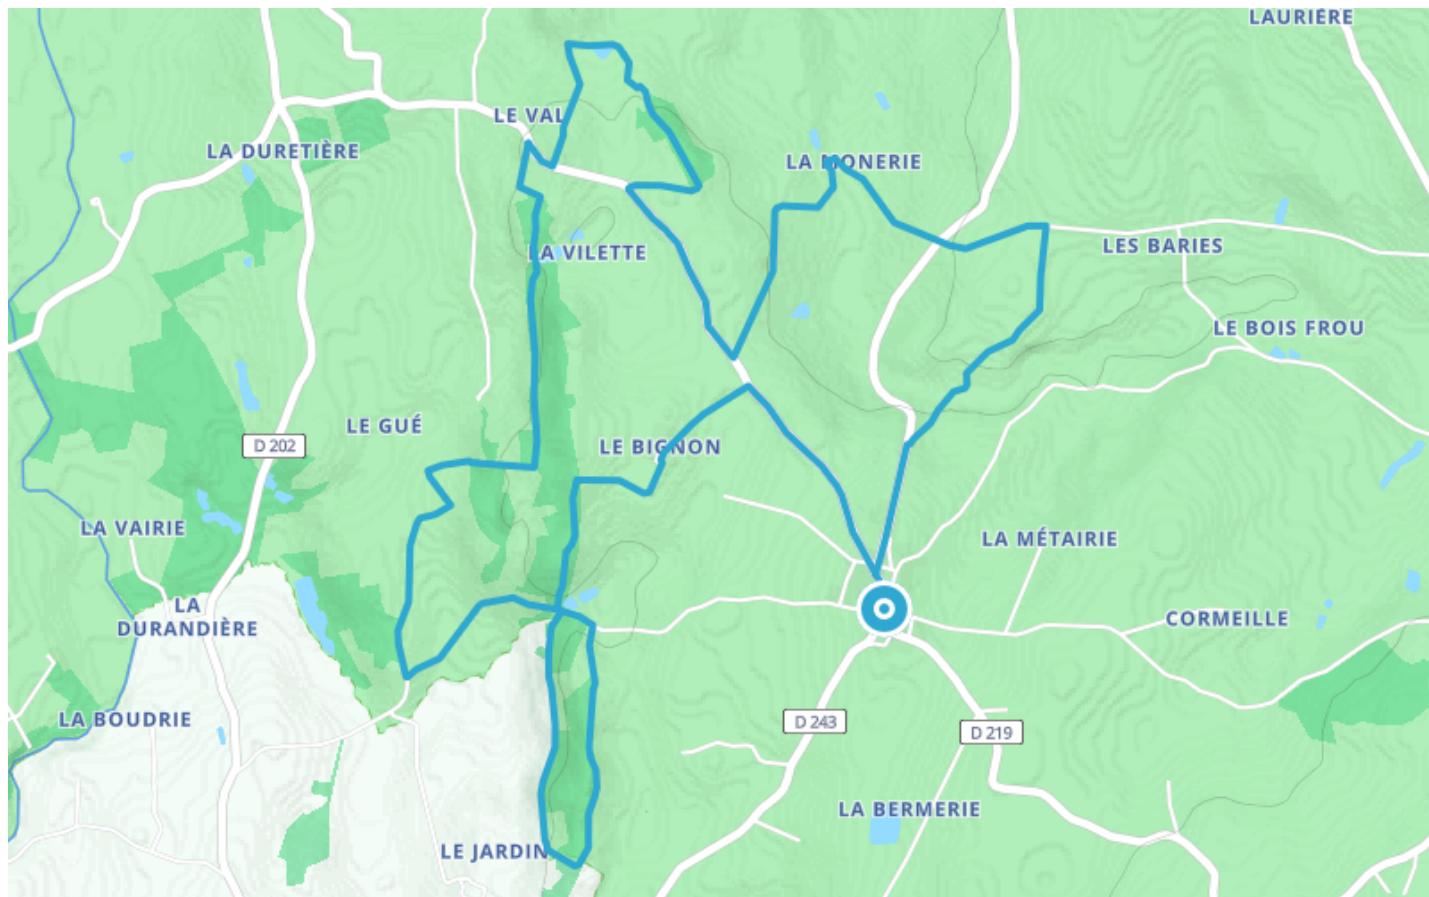 LAURIÈRE
LE VAL
LA DURETIÈRE
LA MONERIE
LA VILETTE
LES BARIES
LE BOIS FROU
LE GUÉ
D 202
LE BIGNON
LA VAIRIE
LA MÉTAIRIE
LA
DURANDIÈRE
CORMEILLE
LA BOUDRIE
D 243
D 219
LA BERMERIE
LE JARDIN